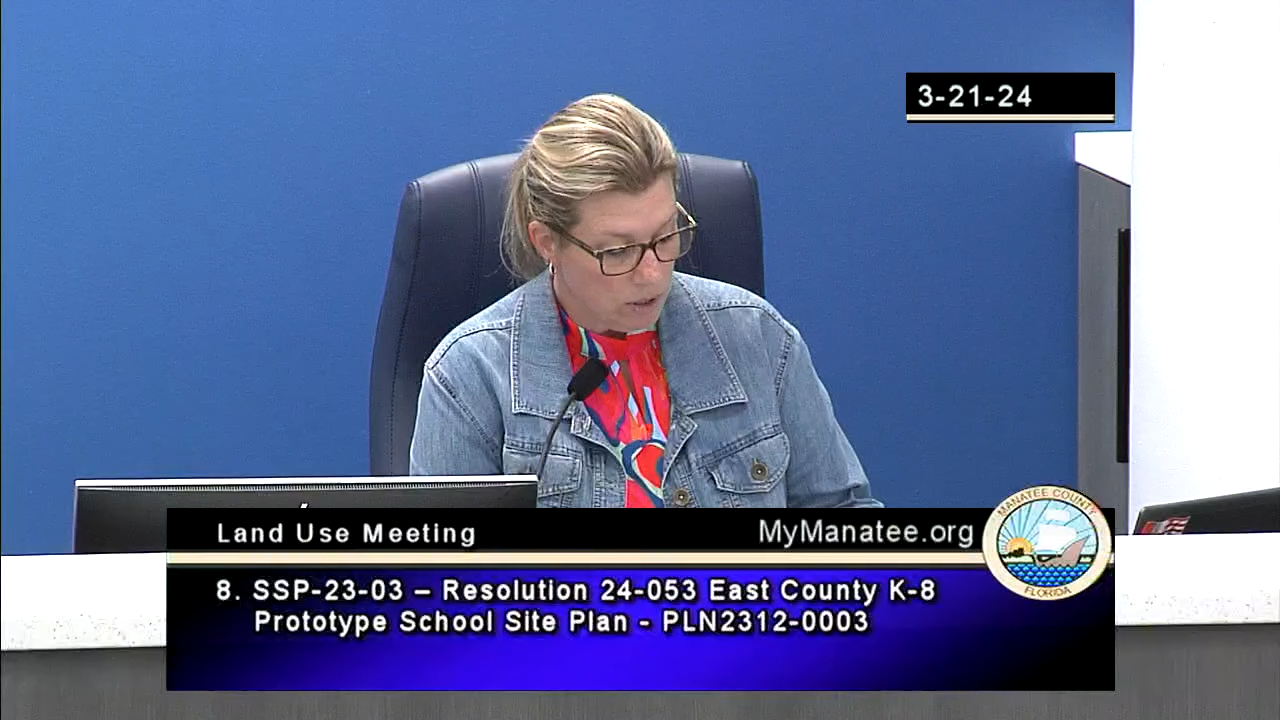 3-21-24
Land Use Meeting
MyManatee.org
MANATEE COUNTY
FLORIDA
8. SSP-23-03 – Resolution 24-053 East County K-8
Prototype School Site Plan - PLN2312-0003